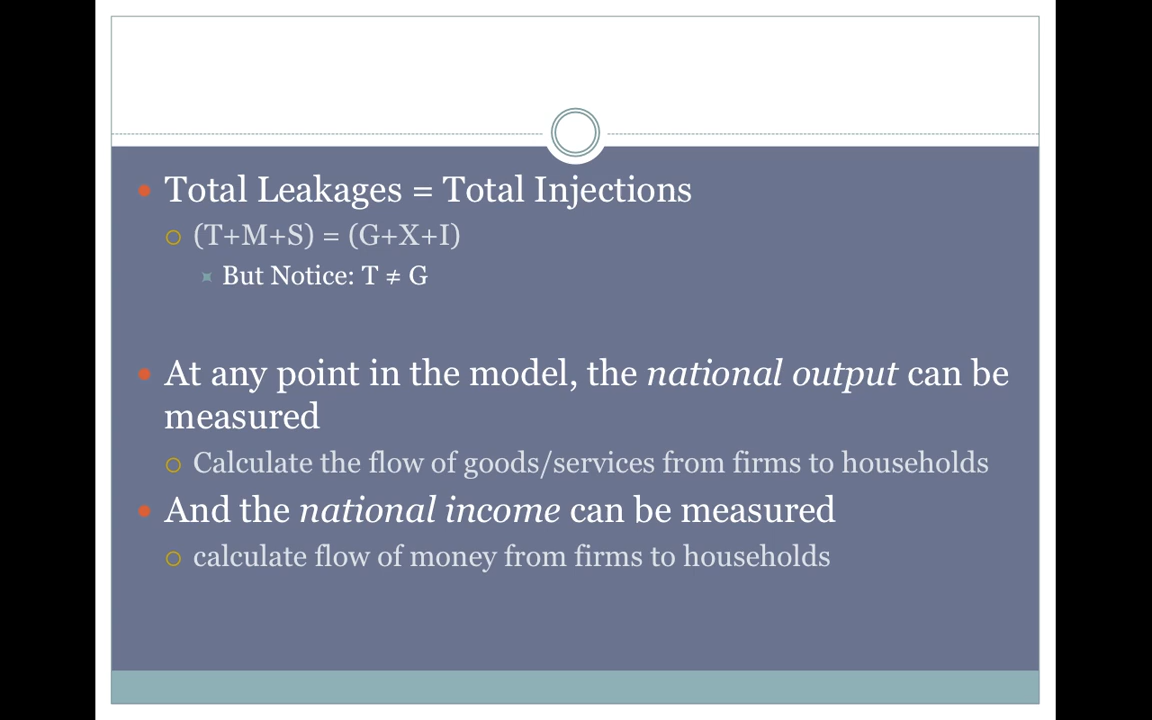 Total Leakages = Total Injections
(T+M+S) = (G+X+I)
But Notice: T ≠ G
At any point in the model, the national output can be
measured
Calculate the flow of goods/services from firms to households
And the national income can be measured
calculate flow of money from firms to households